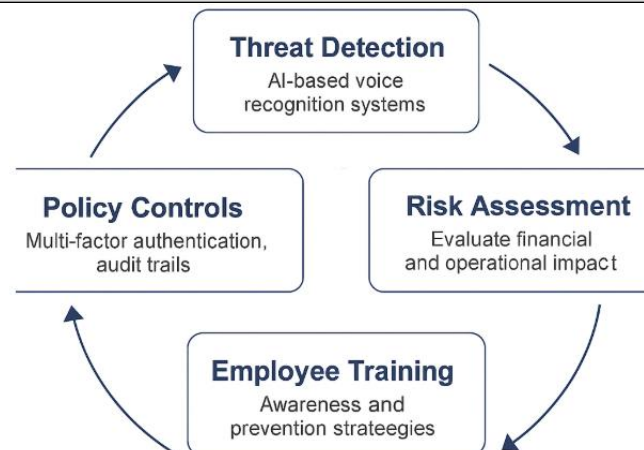 Threat Detection
AI-based voice
recognition systems
Policy Controls
Multi-factor authentication,
audit trails
Risk Assessment
Evaluate financial
and operational impact
Employee Training
Awareness and
prevention strateegies